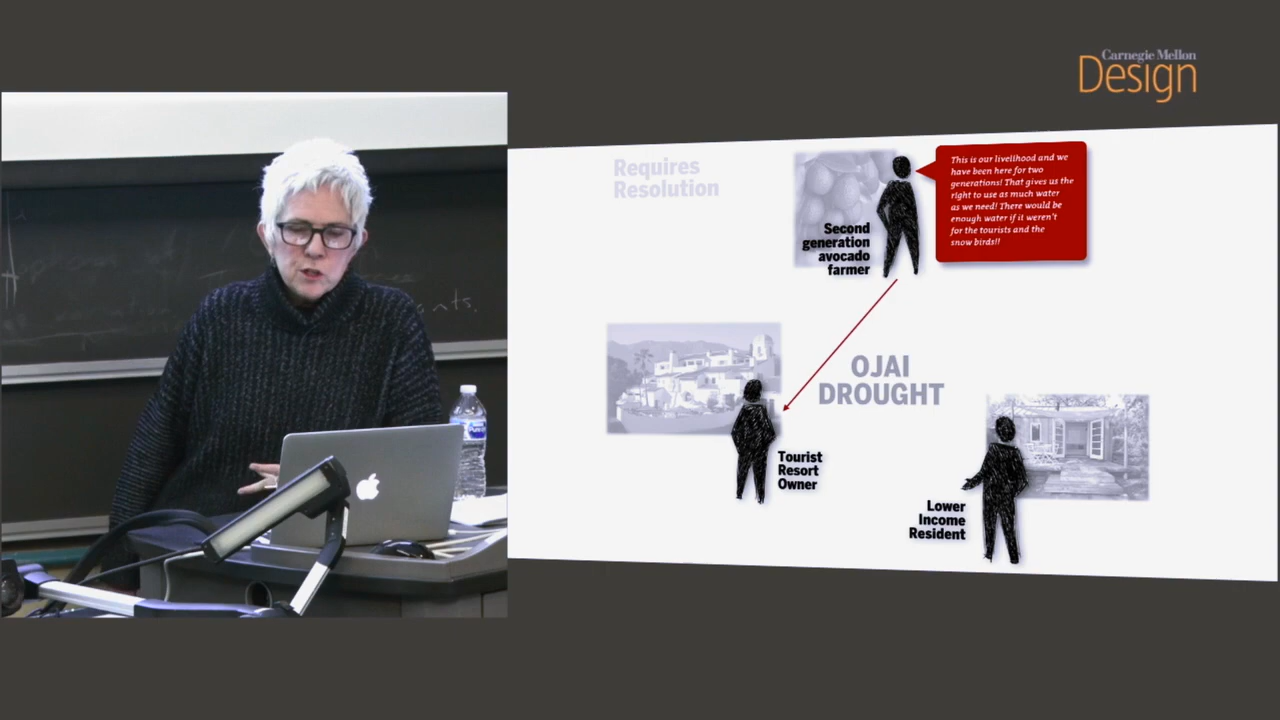 Carnegie Mellon
Design
Requires
Resolution
This is our livelihood and we
have been here for two
generations! That gives us the
right to use as much water
as we need! There would be
enough water if it weren't
for the tourists and the
snow birds!!
Second
generation
avocado
farmer
OJAI
DROUGHT
Tourist
Resort
Owner
Lower
Income
Resident